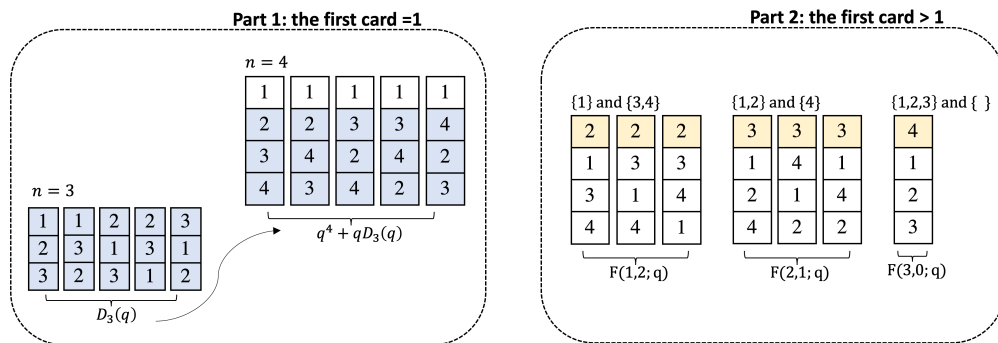 Part 1: the first card =1
n = 4
1 1 1 1 1
2 2 3 3 4
3 4 2 4 2
4 3 4 2 3
q⁴ + qD₃(q)
n = 3
1 1 2 2 3
2 3 1 3 1
3 2 3 1 2
D₃(q)
Part 2: the first card > 1
{1} and {3,4} {1,2} and {4} {1,2,3} and { }
2 2 2 3 3 3 4
1 3 3 1 4 1 1
3 1 4 2 1 4 2
4 4 1 4 2 2 3
F(1,2; q) F(2,1; q) F(3,0; q)